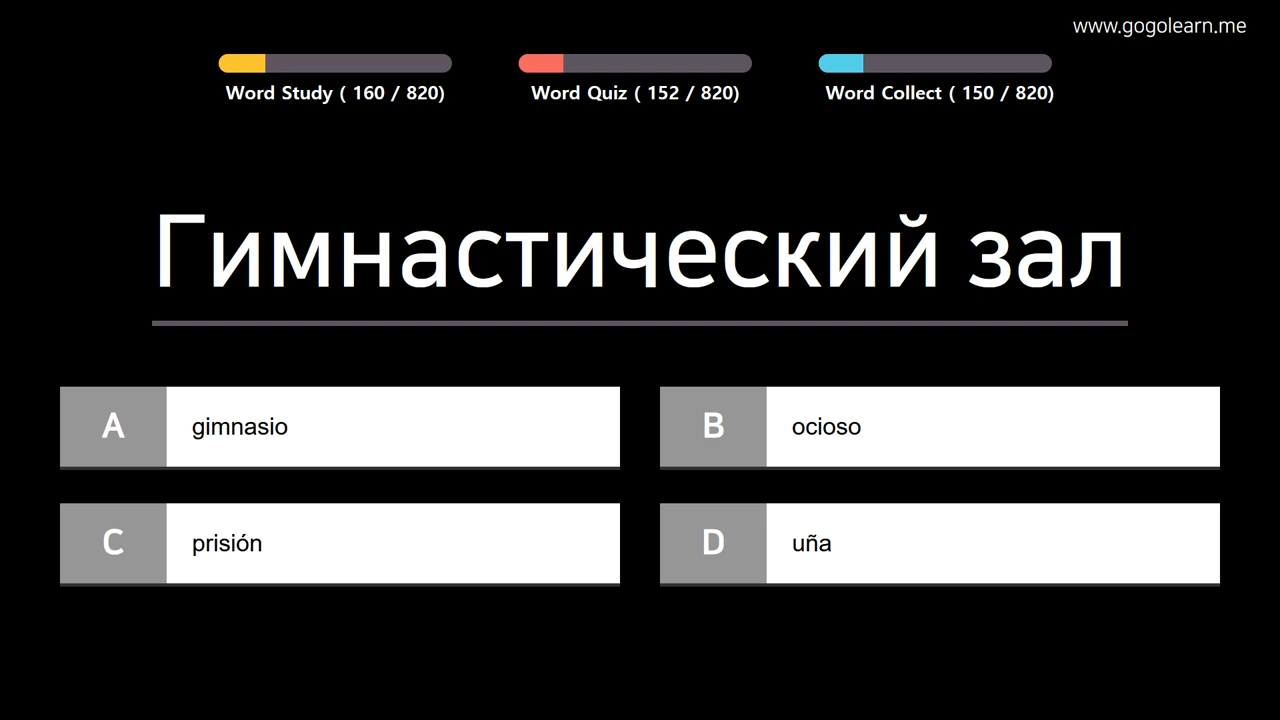 www.gogolearn.me
Word Study ( 160 / 820)
Word Quiz ( 152 / 820)
Word Collect ( 150 / 820)
Гимнастический зал
A gimnasio
B ocioso
C prisión
D uña